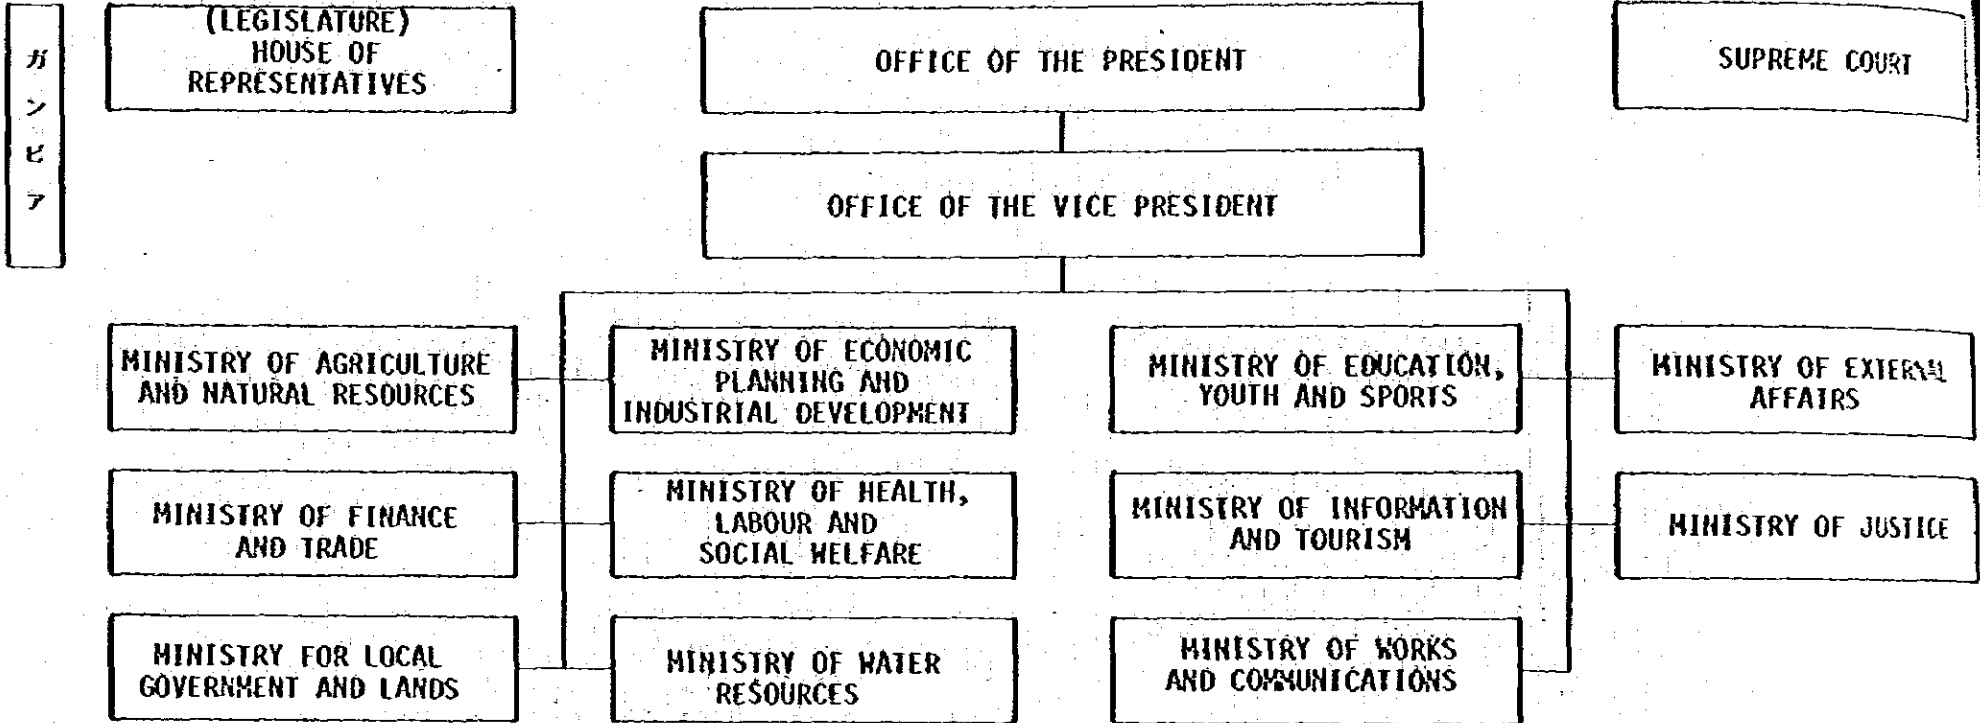 ガンビア
(LEGISLATURE)
HOUSE OF
REPRESENTATIVES
OFFICE OF THE PRESIDENT
SUPREME COURT
OFFICE OF THE VICE PRESIDENT
MINISTRY OF AGRICULTURE
AND NATURAL RESOURCES
MINISTRY OF ECONOMIC
PLANNING AND
INDUSTRIAL DEVELOPMENT
MINISTRY OF EDUCATION,
YOUTH AND SPORTS
MINISTRY OF EXTERNAL
AFFAIRS
MINISTRY OF FINANCE
AND TRADE
MINISTRY OF HEALTH,
LABOUR AND
SOCIAL WELFARE
MINISTRY OF INFORMATION
AND TOURISM
MINISTRY OF JUSTICE
MINISTRY FOR LOCAL
GOVERNMENT AND LANDS
MINISTRY OF WATER
RESOURCES
MINISTRY OF WORKS
AND COMMUNICATIONS